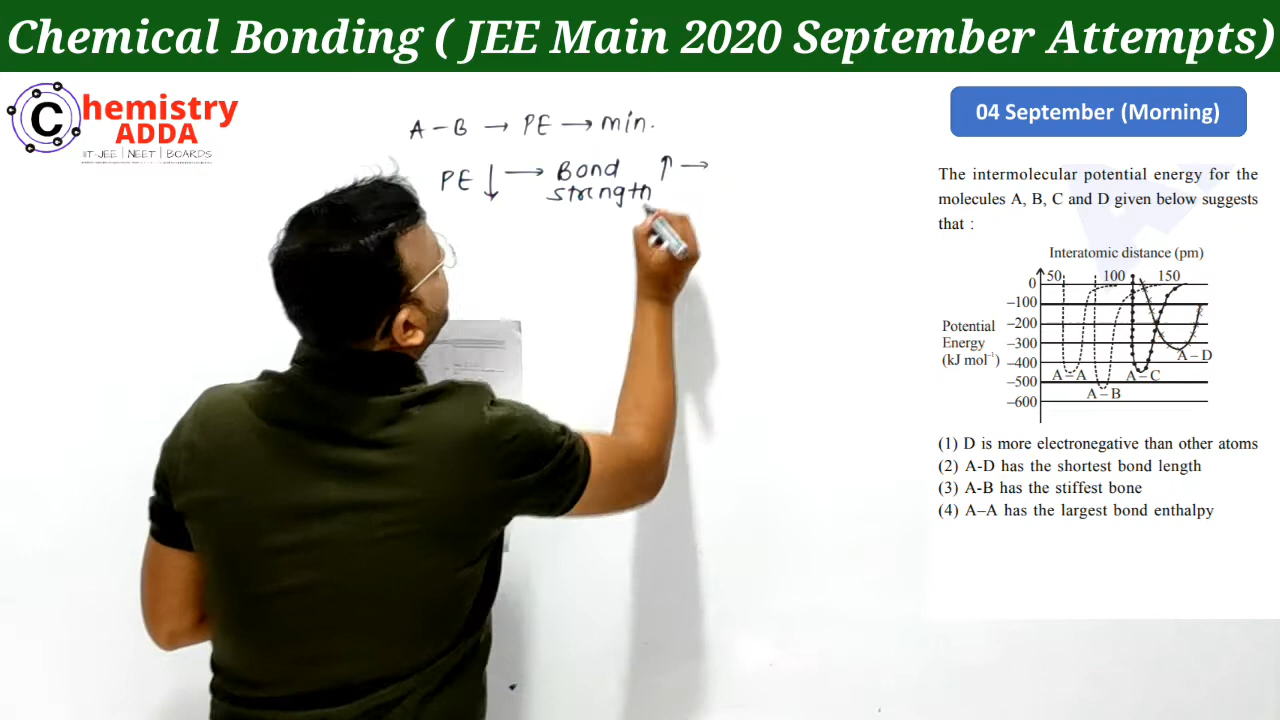 Chemical Bonding ( JEE Main 2020 September Attempts)
Chemistry
ADDA
IIT-JEE | NEET | BOARDS
A-B → PE → min.
PE ↓ → Bond strength ↑ →
04 September (Morning)
The intermolecular potential energy for the
molecules A, B, C and D given below suggests
that :
Interatomic distance (pm)
50 100 150
0
–100
–200
–300
–400
–500
–600
Potential
Energy
(kJ mol⁻¹)
A – A
A – B
A – C
A – D
(1) D is more electronegative than other atoms
(2) A-D has the shortest bond length
(3) A-B has the stiffest bone
(4) A–A has the largest bond enthalpy